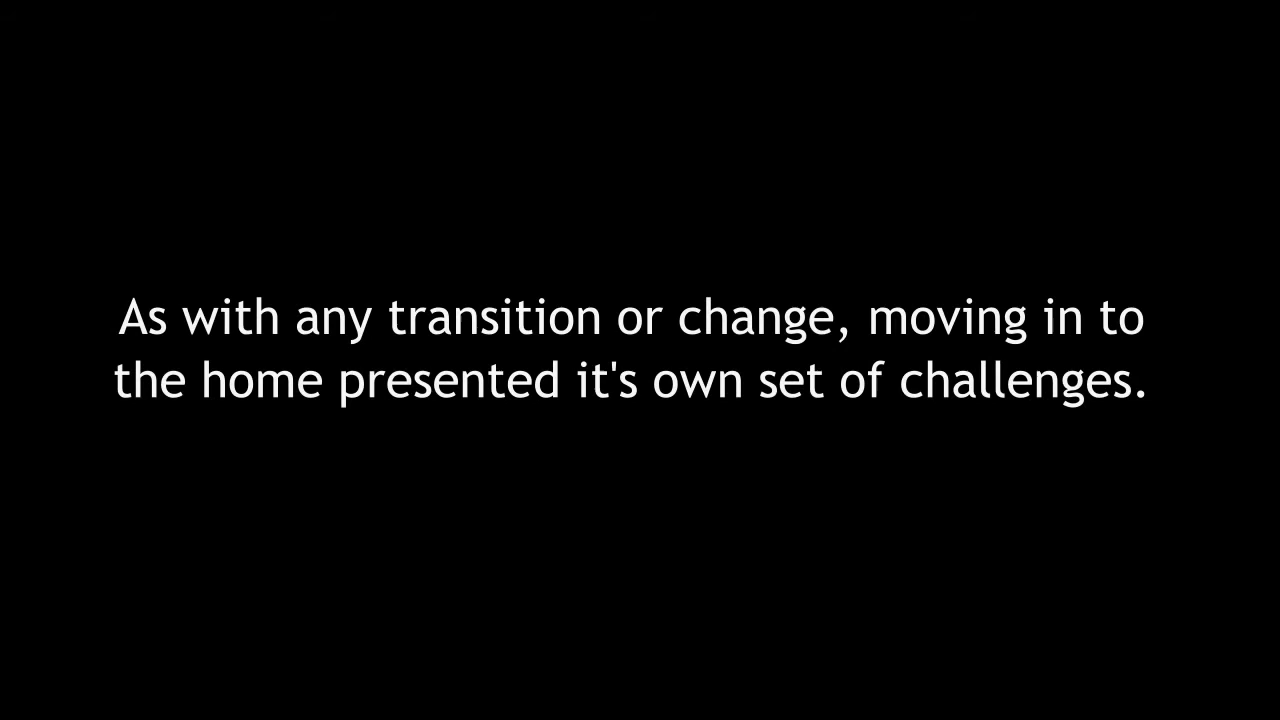 As with any transition or change, moving in to
the home presented it's own set of challenges.